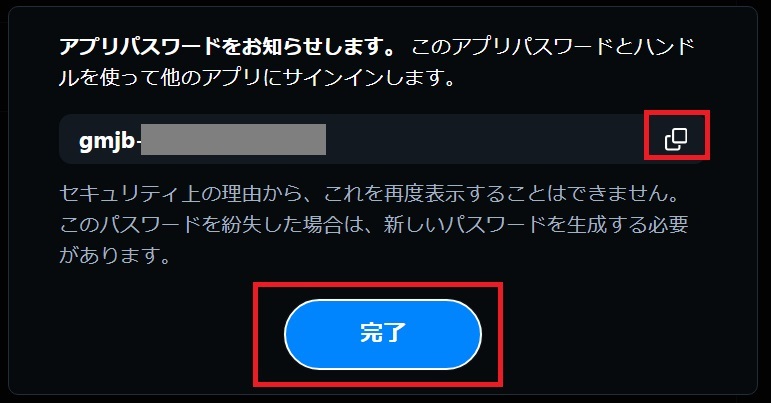 アプリパスワードをお知らせします。 このアプリパスワードとハンド
ルを使って他のアプリにサインインします。
gmjb-
セキュリティ上の理由から、これを再度表示することはできません。
このパスワードを紛失した場合は、新しいパスワードを生成する必要
があります。
完了